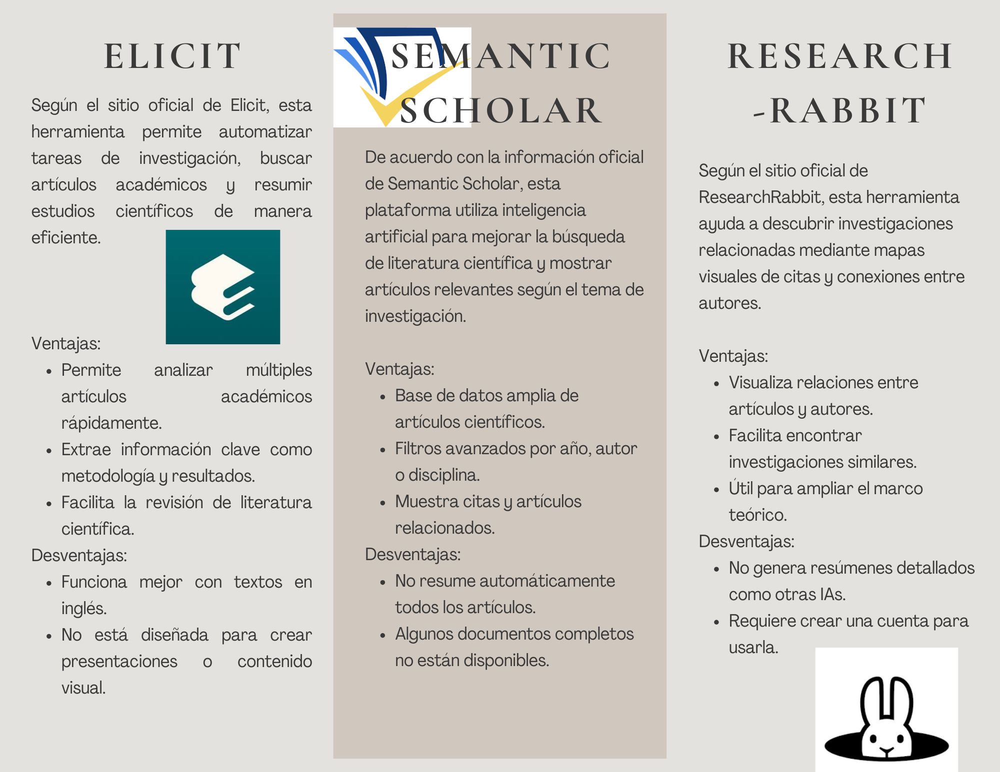 ELICIT
Según el sitio oficial de Elicit, esta
herramienta permite automatizar
tareas de investigación, buscar
artículos académicos y resumir
estudios científicos de manera
eficiente.
Ventajas:
• Permite analizar múltiples
artículos académicos
rápidamente.
• Extrae información clave como
metodología y resultados.
• Facilita la revisión de literatura
científica.
Desventajas:
• Funciona mejor con textos en
inglés.
• No está diseñada para crear
presentaciones o contenido
visual.
SEMANTIC
SCHOLAR
De acuerdo con la información oficial
de Semantic Scholar, esta
plataforma utiliza inteligencia
artificial para mejorar la búsqueda
de literatura científica y mostrar
artículos relevantes según el tema de
investigación.
Ventajas:
• Base de datos amplia de
artículos científicos.
• Filtros avanzados por año, autor
o disciplina.
• Muestra citas y artículos
relacionados.
Desventajas:
• No resume automáticamente
todos los artículos.
• Algunos documentos completos
no están disponibles.
RESEARCH
-RABBIT
Según el sitio oficial de
ResearchRabbit, esta herramienta
ayuda a descubrir investigaciones
relacionadas mediante mapas
visuales de citas y conexiones entre
autores.
Ventajas:
• Visualiza relaciones entre
artículos y autores.
• Facilita encontrar
investigaciones similares.
• Útil para ampliar el marco
teórico.
Desventajas:
• No genera resúmenes detallados
como otras IAs.
• Requiere crear una cuenta para
usarla.